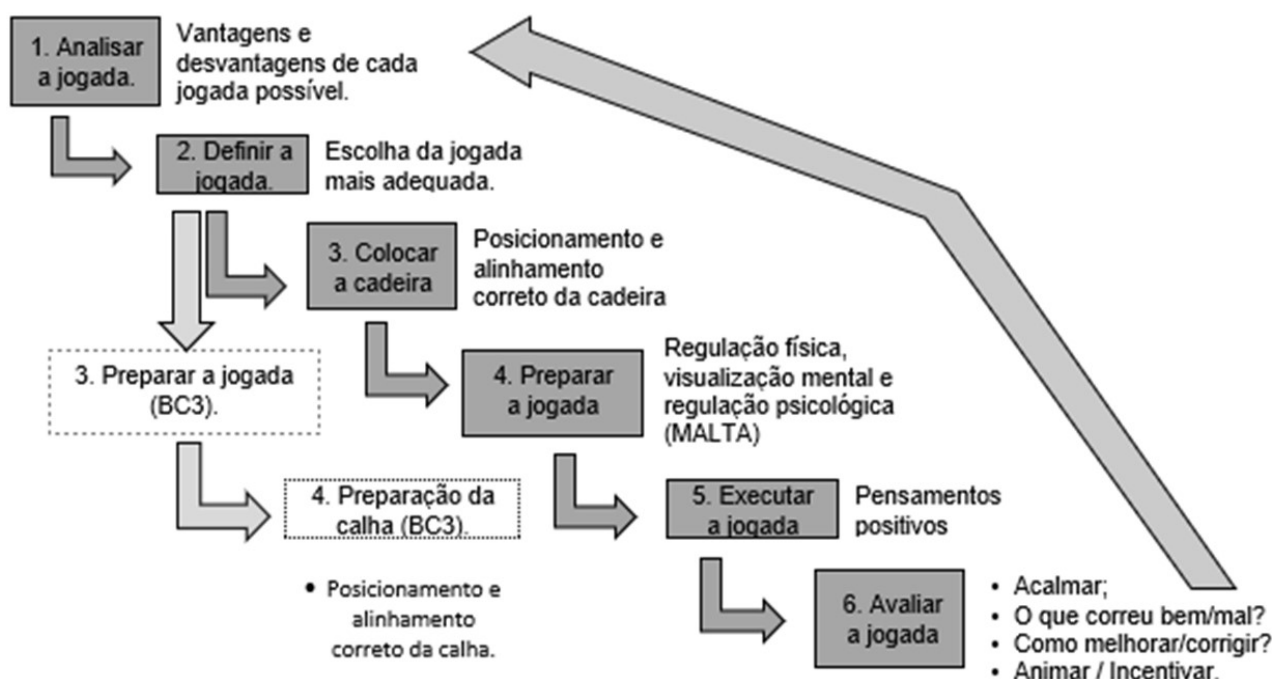 1. Analisar
a jogada.
Vantagens e
desvantagens de cada
jogada possível.
2. Definir a
jogada.
Escolha da jogada
mais adequada.
3. Colocar
a cadeira
Posicionamento e
alinhamento
correto da cadeira
3. Preparar a jogada
(BC3).
4. Preparar
a jogada
Regulação física,
visualização mental e
regulação psicológica
(MALTA)
4. Preparação da
calha (BC3).
• Posicionamento e
alinhamento
correto da calha.
5. Executar
a jogada
Pensamentos
positivos
6. Avaliar
a jogada
• Acalmar;
• O que correu bem/mal?
• Como melhorar/corrigir?
• Animar / Incentivar.